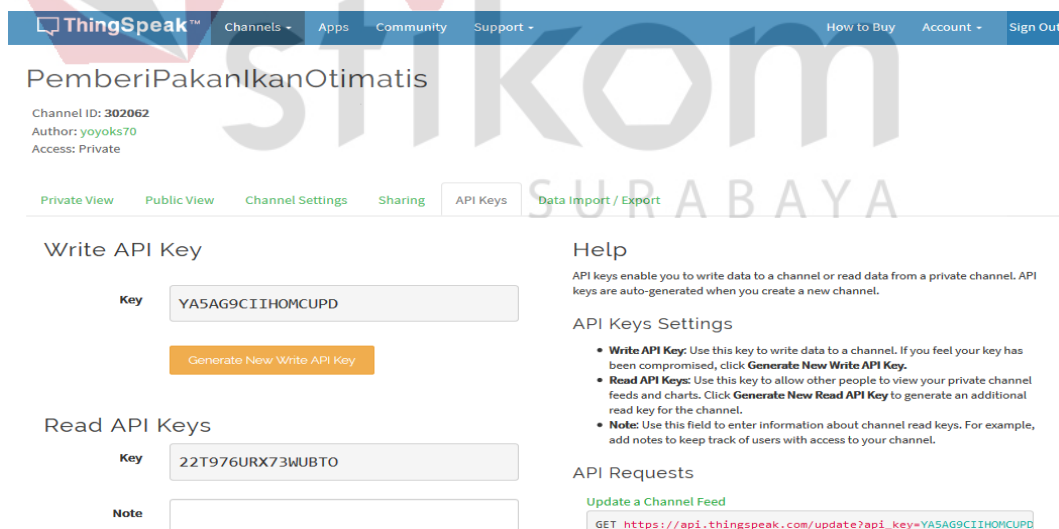 ThingSpeak™ Channels Apps Community Support How to Buy Account Sign Out
stikom
SURABAYA
PemberiPakanIkanOtimatis
Channel ID: 302062
Author: yoyoks70
Access: Private
Private View Public View Channel Settings Sharing API Keys Data Import / Export
Write API Key
Key YA5AG9CIIHOMCUPD
Generate New Write API Key
Read API Keys
Key 22T976URX73WUBTO
Note
Help
API keys enable you to write data to a channel or read data from a private channel. API
keys are auto-generated when you create a new channel.
API Keys Settings
• Write API Key: Use this key to write data to a channel. If you feel your key has
been compromised, click Generate New Write API Key.
• Read API Keys: Use this key to allow other people to view your private channel
feeds and charts. Click Generate New Read API Key to generate an additional
read key for the channel.
• Note: Use this field to enter information about channel read keys. For example,
add notes to keep track of users with access to your channel.
API Requests
Update a Channel Feed
GET https://api.thingspeak.com/update?api_key=YA5AG9CIIHOMCUPD